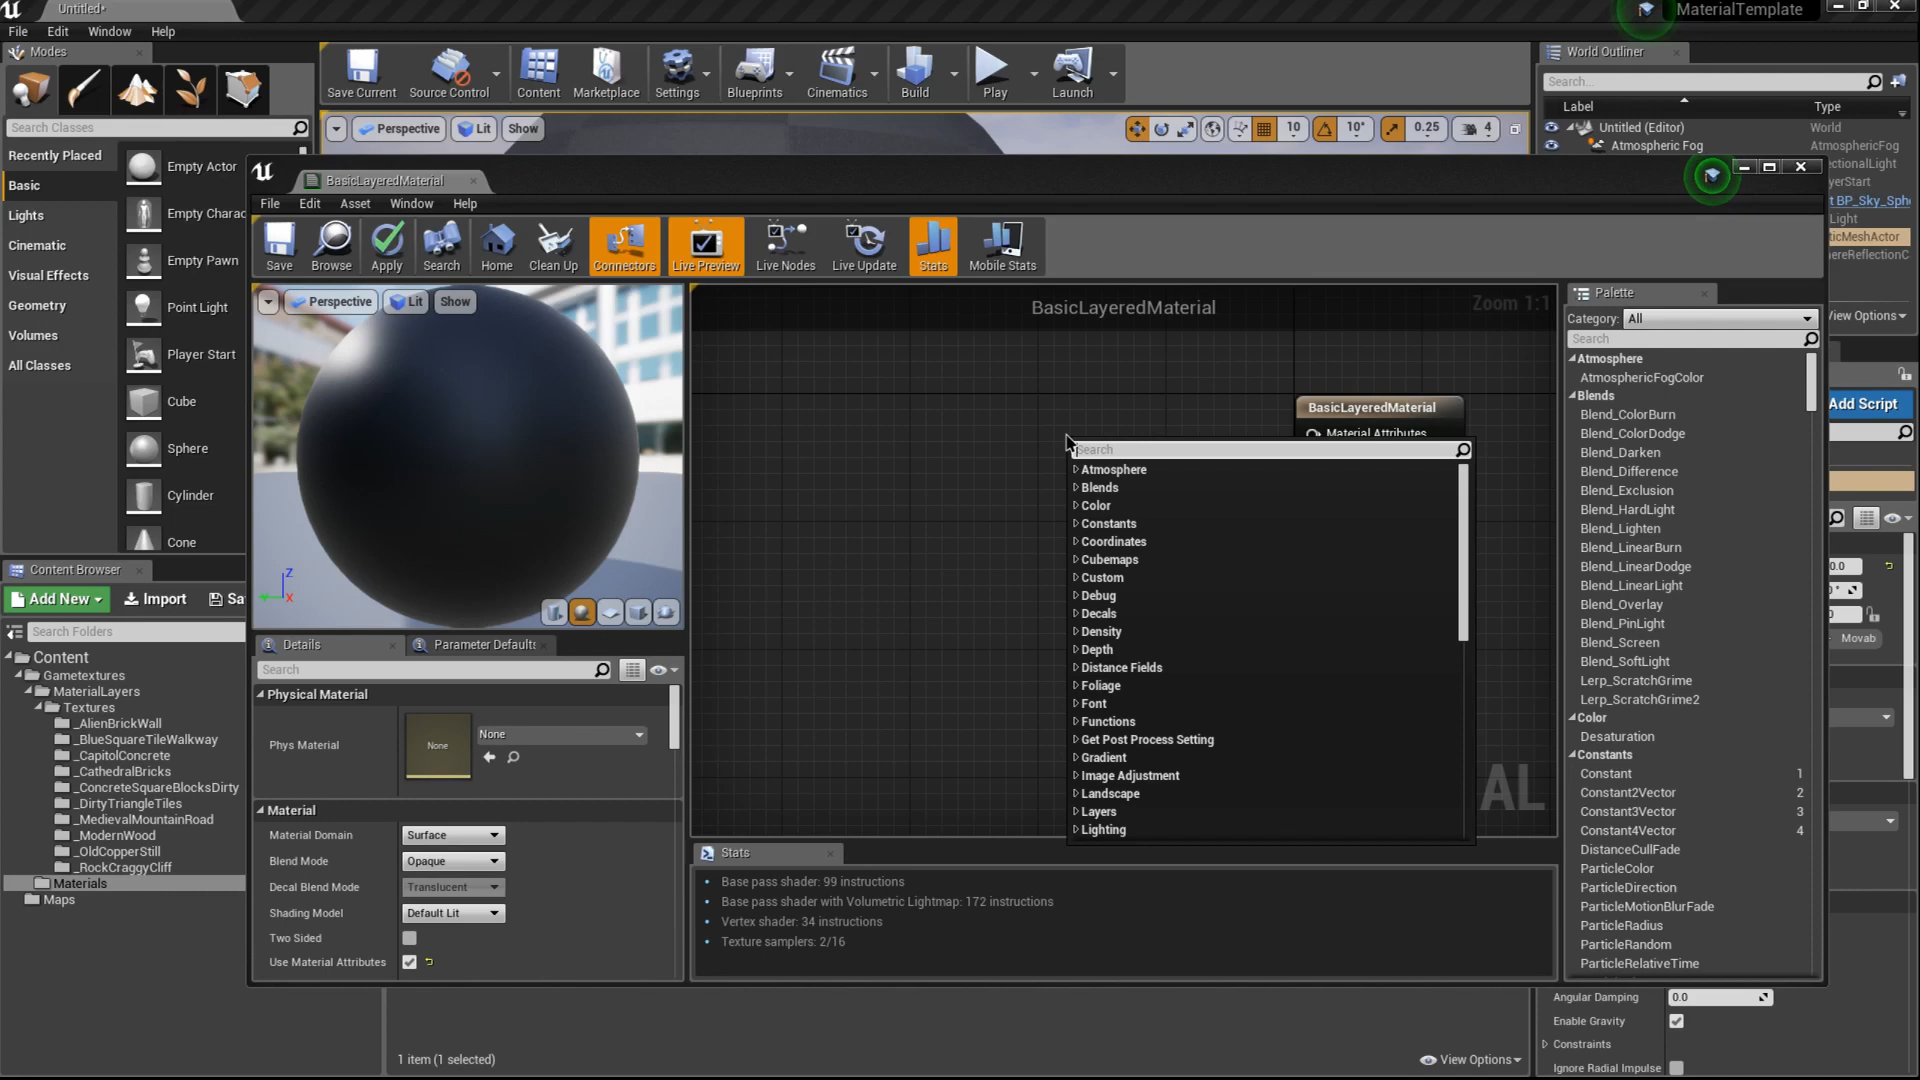 Untitled*
MaterialTemplate
File Edit Window Help
Modes
World Outliner
Save Current
Source Control
Content
Marketplace
Settings
Blueprints
Cinematics
Build
Play
Launch
Search...
Label
Type
Search Classes
Perspective
Lit
Show
10
10°
0.25
4
Untitled (Editor)
World
Atmospheric Fog
AtmosphericFog
Recently Placed
Basic
Lights
Cinematic
Visual Effects
Geometry
Volumes
All Classes
Empty Actor
Empty Charac
Empty Pawn
Point Light
Player Start
Cube
Sphere
Cylinder
Cone
BasicLayeredMaterial
File Edit Asset Window Help
Save
Browse
Apply
Search
Home
Clean Up
Connectors
Live Preview
Live Nodes
Live Update
Stats
Mobile Stats
Perspective
Lit
Show
Z
X
BasicLayeredMaterial
Zoom 1:1
BasicLayeredMaterial
Material Attributes
Search
Atmosphere
Blends
Color
Constants
Coordinates
Cubemaps
Custom
Debug
Decals
Density
Depth
Distance Fields
Foliage
Font
Functions
Get Post Process Setting
Gradient
Image Adjustment
Landscape
Layers
Lighting
AL
Palette
Category: All
Search
Atmosphere
AtmosphericFogColor
Blends
Blend_ColorBurn
Blend_ColorDodge
Blend_Darken
Blend_Difference
Blend_Exclusion
Blend_HardLight
Blend_Lighten
Blend_LinearBurn
Blend_LinearDodge
Blend_LinearLight
Blend_Overlay
Blend_PinLight
Blend_Screen
Blend_SoftLight
Lerp_ScratchGrime
Lerp_ScratchGrime2
Color
Desaturation
Constants
Constant 1
Constant2Vector 2
Constant3Vector 3
Constant4Vector 4
DistanceCullFade
ParticleColor
ParticleDirection
ParticleMotionBlurFade
ParticleRadius
ParticleRandom
ParticleRelativeTime
ectionalLight
yerStart
t BP_Sky_Sph
Light
ticMeshActor
hereReflectionC
View Options
Add Script
0.0
Movab
Details
Parameter Defaults
Search
Physical Material
Phys Material
None
None
Material
Material Domain Surface
Blend Mode Opaque
Decal Blend Mode Translucent
Shading Model Default Lit
Two Sided
Use Material Attributes
Stats
Base pass shader: 99 instructions
Base pass shader with Volumetric Lightmap: 172 instructions
Vertex shader: 34 instructions
Texture samplers: 2/16
Content Browser
Add New
Import
Sa
Search Folders
Content
Gametextures
MaterialLayers
Textures
_AlienBrickWall
_BlueSquareTileWalkway
_CapitolConcrete
_CathedralBricks
_ConcreteSquareBlocksDirty
_DirtyTriangleTiles
_MedievalMountainRoad
_ModernWood
_OldCopperStill
_RockCraggyCliff
Materials
Maps
1 item (1 selected)
View Options
Angular Damping 0.0
Enable Gravity
Constraints
Ignore Radial Impulse